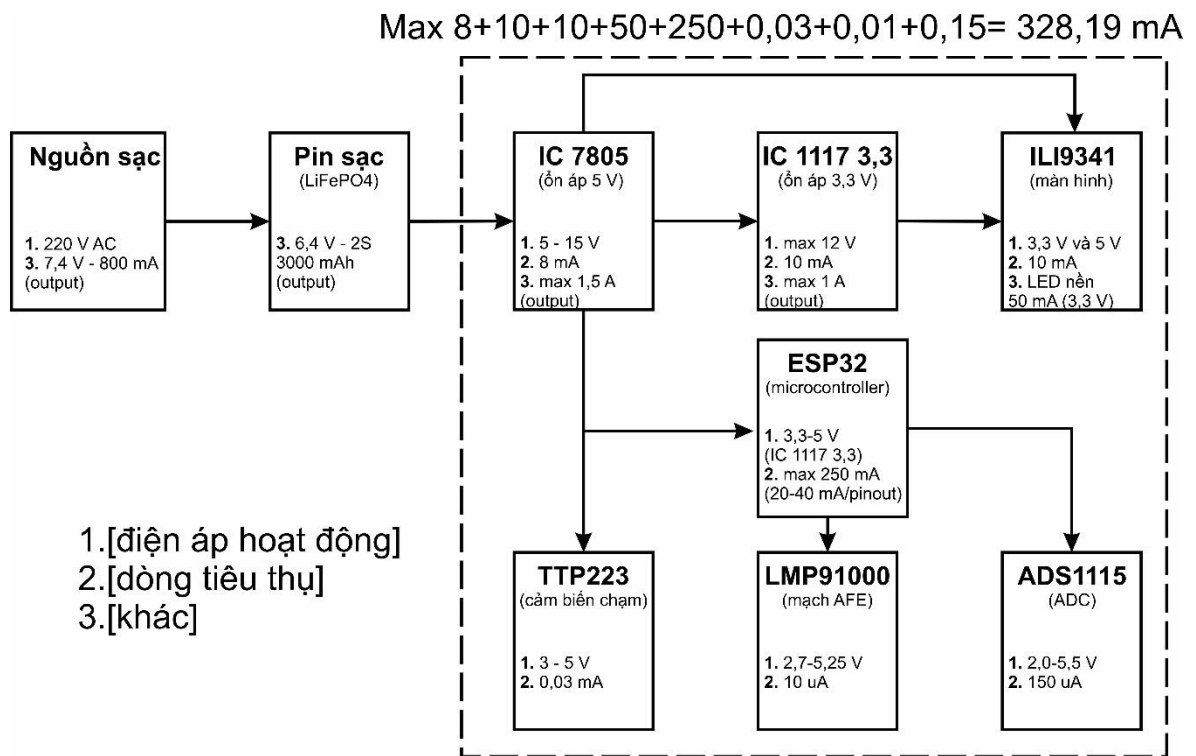 Max 8+10+10+50+250+0,03+0,01+0,15= 328,19 mA
Nguồn sạc
1. 220 V AC
3. 7,4 V - 800 mA
(output)
Pin sạc
(LiFePO4)
3. 6,4 V - 2S
3000 mAh
(output)
IC 7805
(ổn áp 5 V)
1. 5 - 15 V
2. 8 mA
3. max 1,5 A
(output)
IC 1117 3,3
(ổn áp 3,3 V)
1. max 12 V
2. 10 mA
3. max 1 A
(output)
ILI9341
(màn hình)
1. 3,3 V và 5 V
2. 10 mA
3. LED nền
50 mA (3,3 V)
ESP32
(microcontroller)
1. 3,3-5 V
(IC 1117 3,3)
2. max 250 mA
(20-40 mA/pinout)
1.[điện áp hoạt động]
2.[dòng tiêu thụ]
3.[khác]
TTP223
(cảm biến chạm)
1. 3 - 5 V
2. 0,03 mA
LMP91000
(mạch AFE)
1. 2,7-5,25 V
2. 10 uA
ADS1115
(ADC)
1. 2,0-5,5 V
2. 150 uA